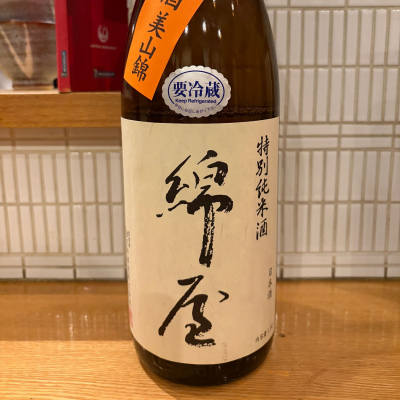 美山錦
要冷蔵
Keep Refrigerated
特別純米酒
綿屋
日本酒